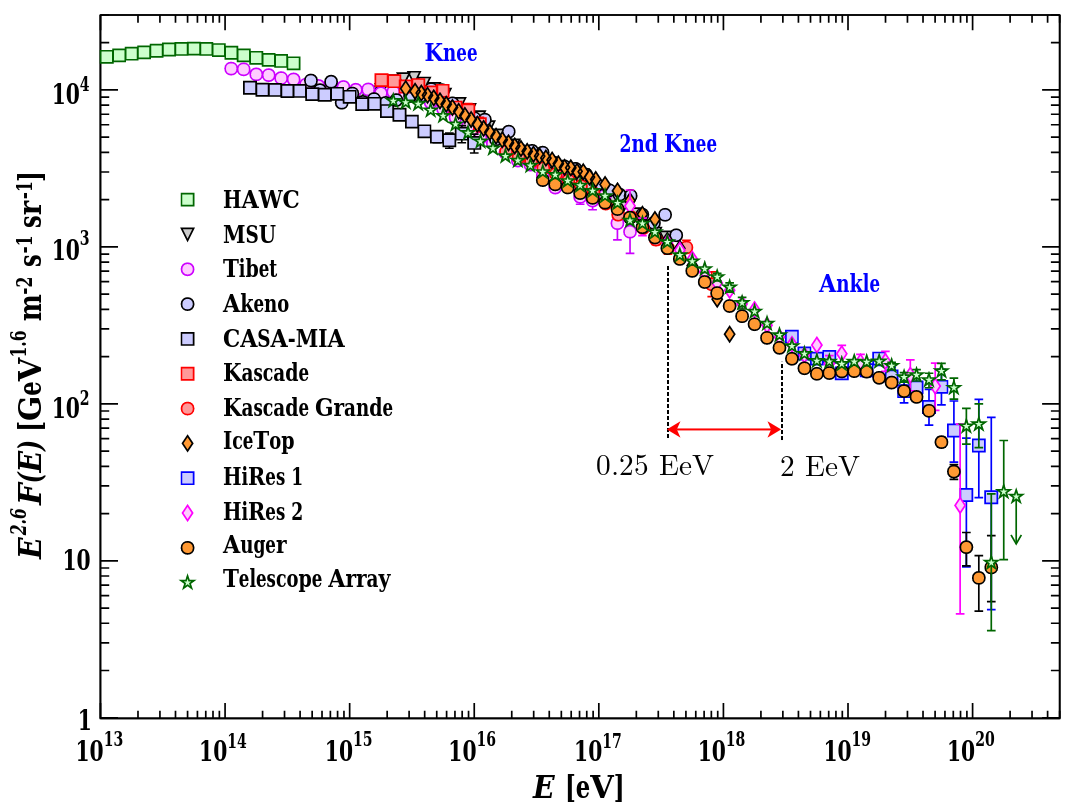 Knee
2nd Knee
Ankle
HAWC
MSU
Tibet
Akeno
CASA-MIA
Kascade
Kascade Grande
IceTop
HiRes 1
HiRes 2
Auger
Telescope Array
0.25 EeV
2 EeV
E^2.6 F(E) [GeV^1.6 m^-2 s^-1 sr^-1]
10^4
10^3
10^2
10
1
10^13 10^14 10^15 10^16 10^17 10^18 10^19 10^20
E [eV]